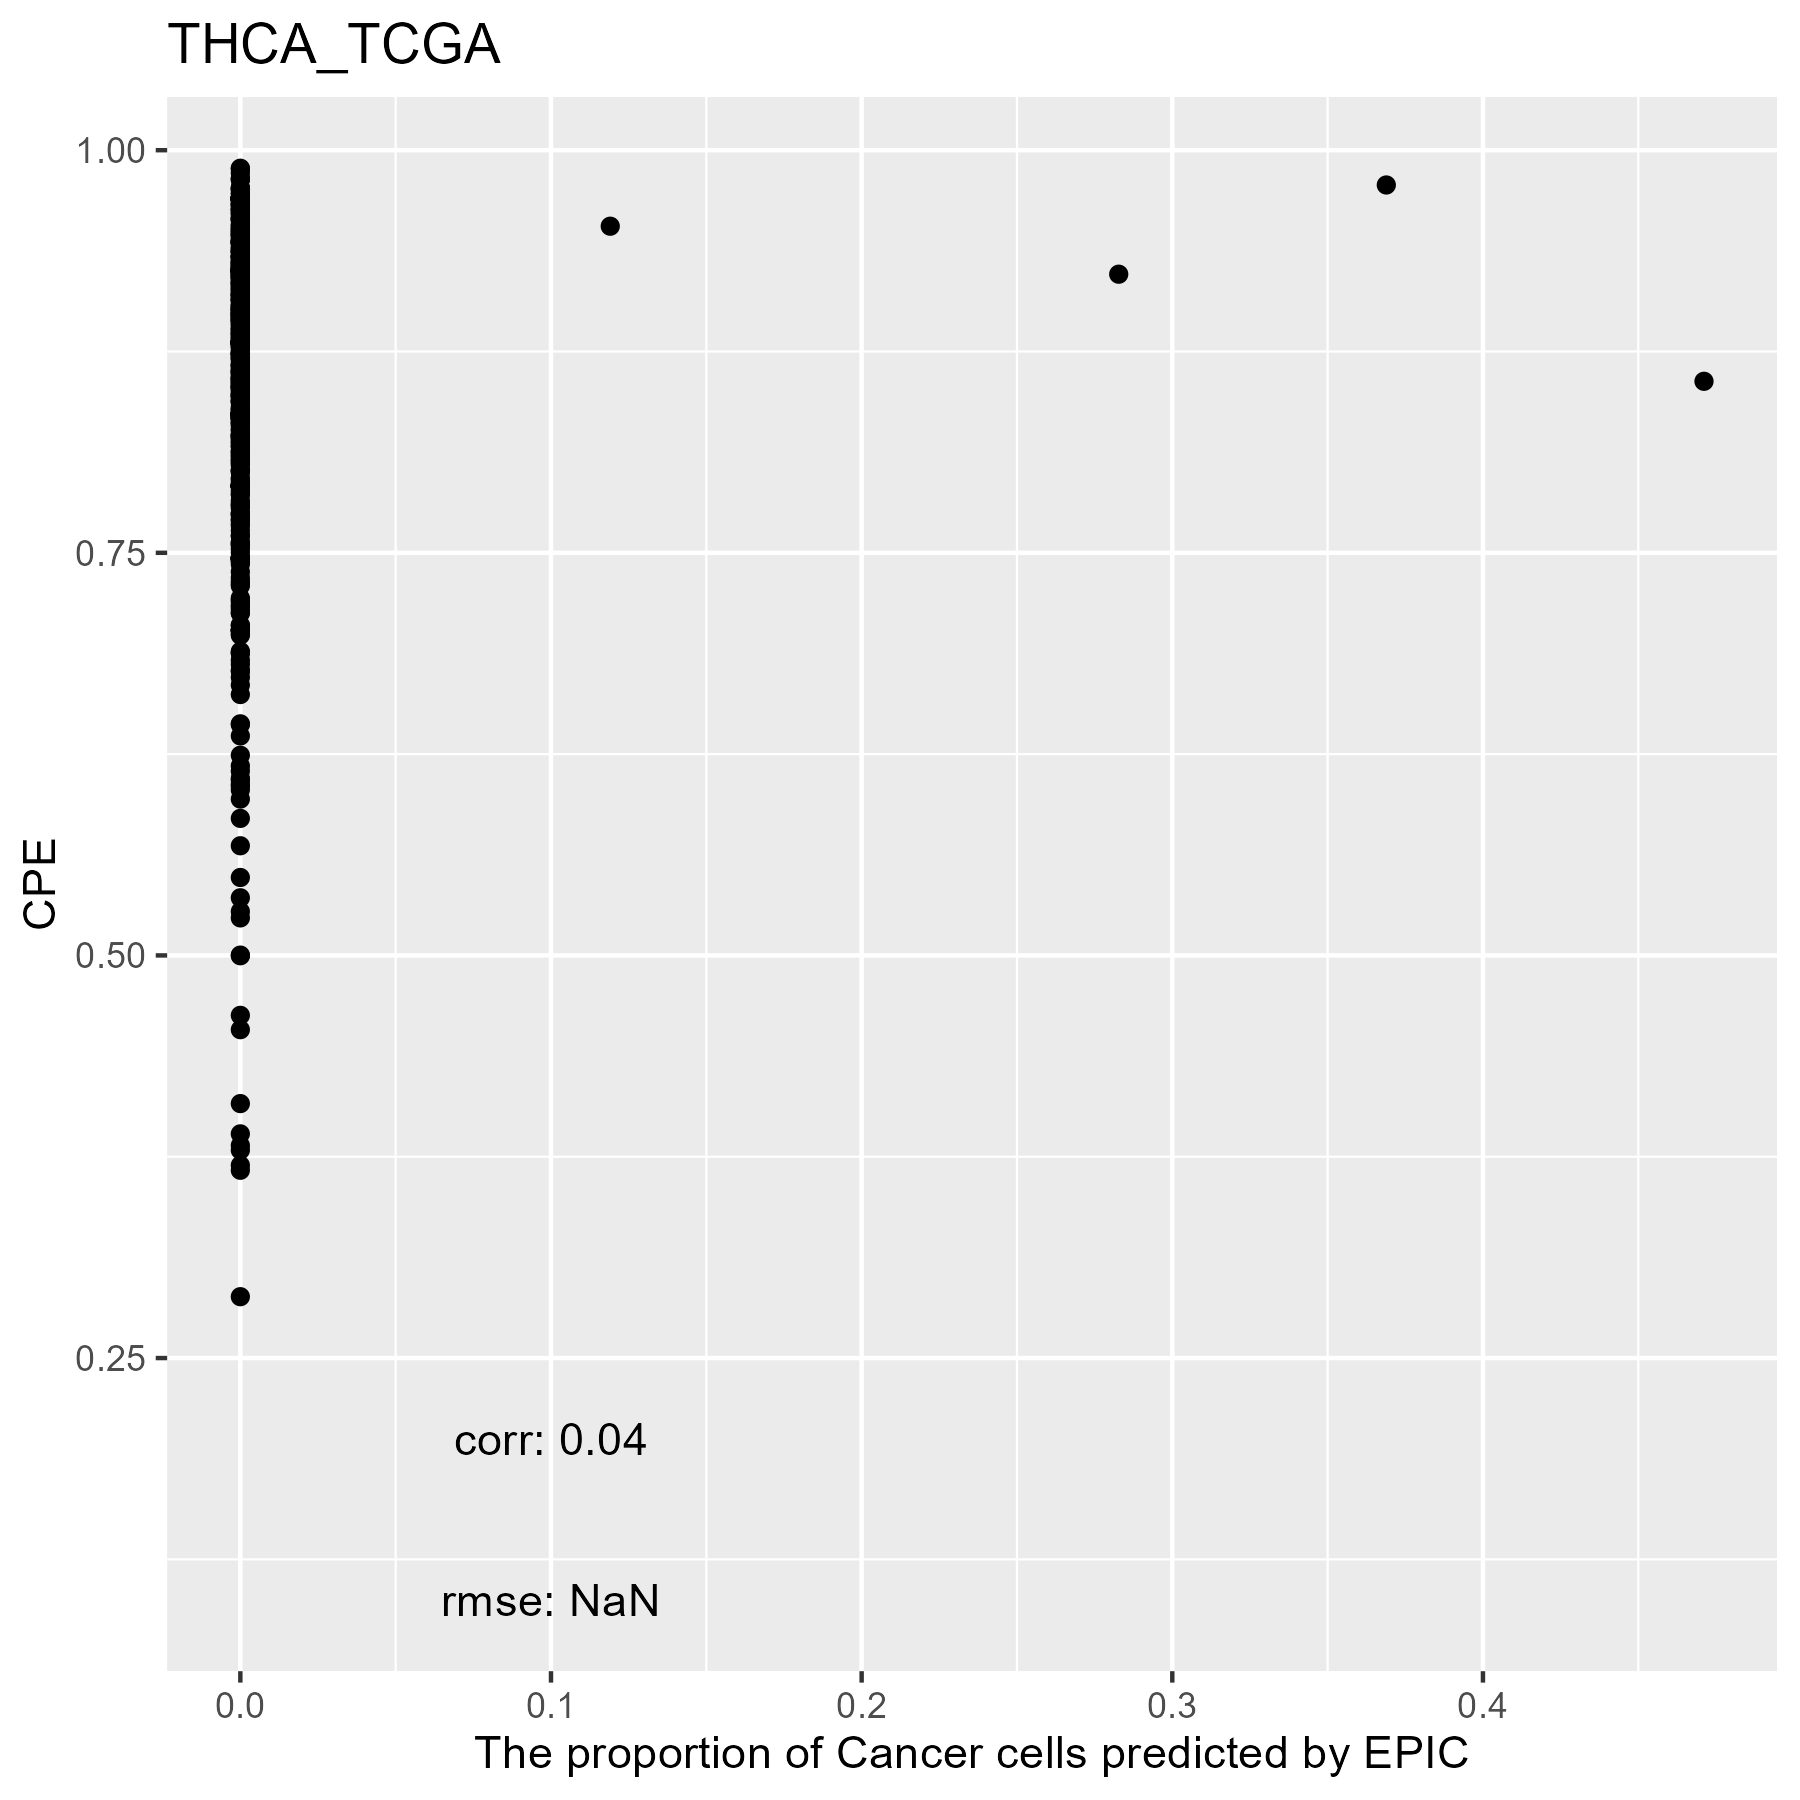 THCA_TCGA
1.00
0.75
0.50
0.25
CPE
corr: 0.04
rmse: NaN
0.0 0.1 0.2 0.3 0.4
The proportion of Cancer cells predicted by EPIC